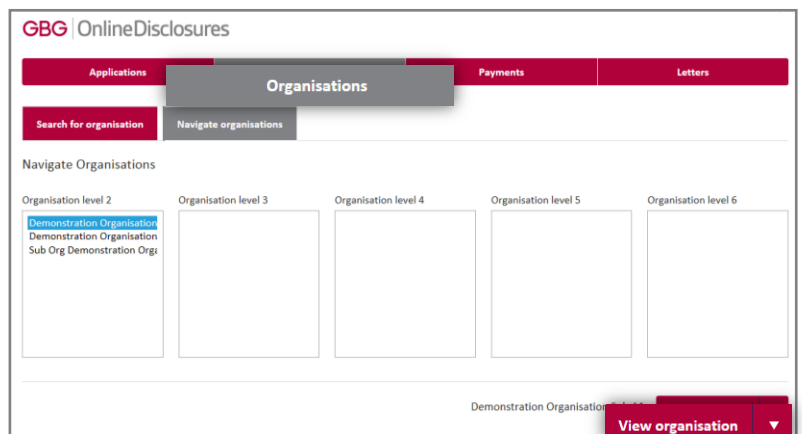 GBG OnlineDisclosures
Applications Organisations Payments Letters
Search for organisation Navigate organisations
Navigate Organisations
Organisation level 2 Organisation level 3 Organisation level 4 Organisation level 5 Organisation level 6
Demonstration Organisation
Demonstration Organisation
Sub Org Demonstration Orga
Demonstration Organisation
View organisation